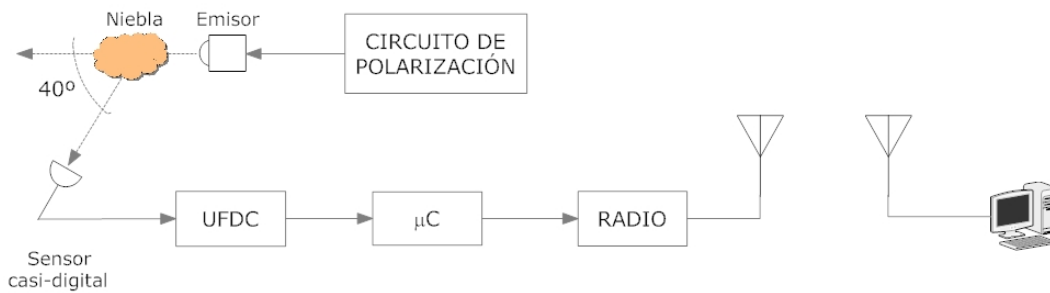 Niebla
Emisor
CIRCUITO DE
POLARIZACIÓN
40º
UFDC
μC
RADIO
Sensor
casi-digital